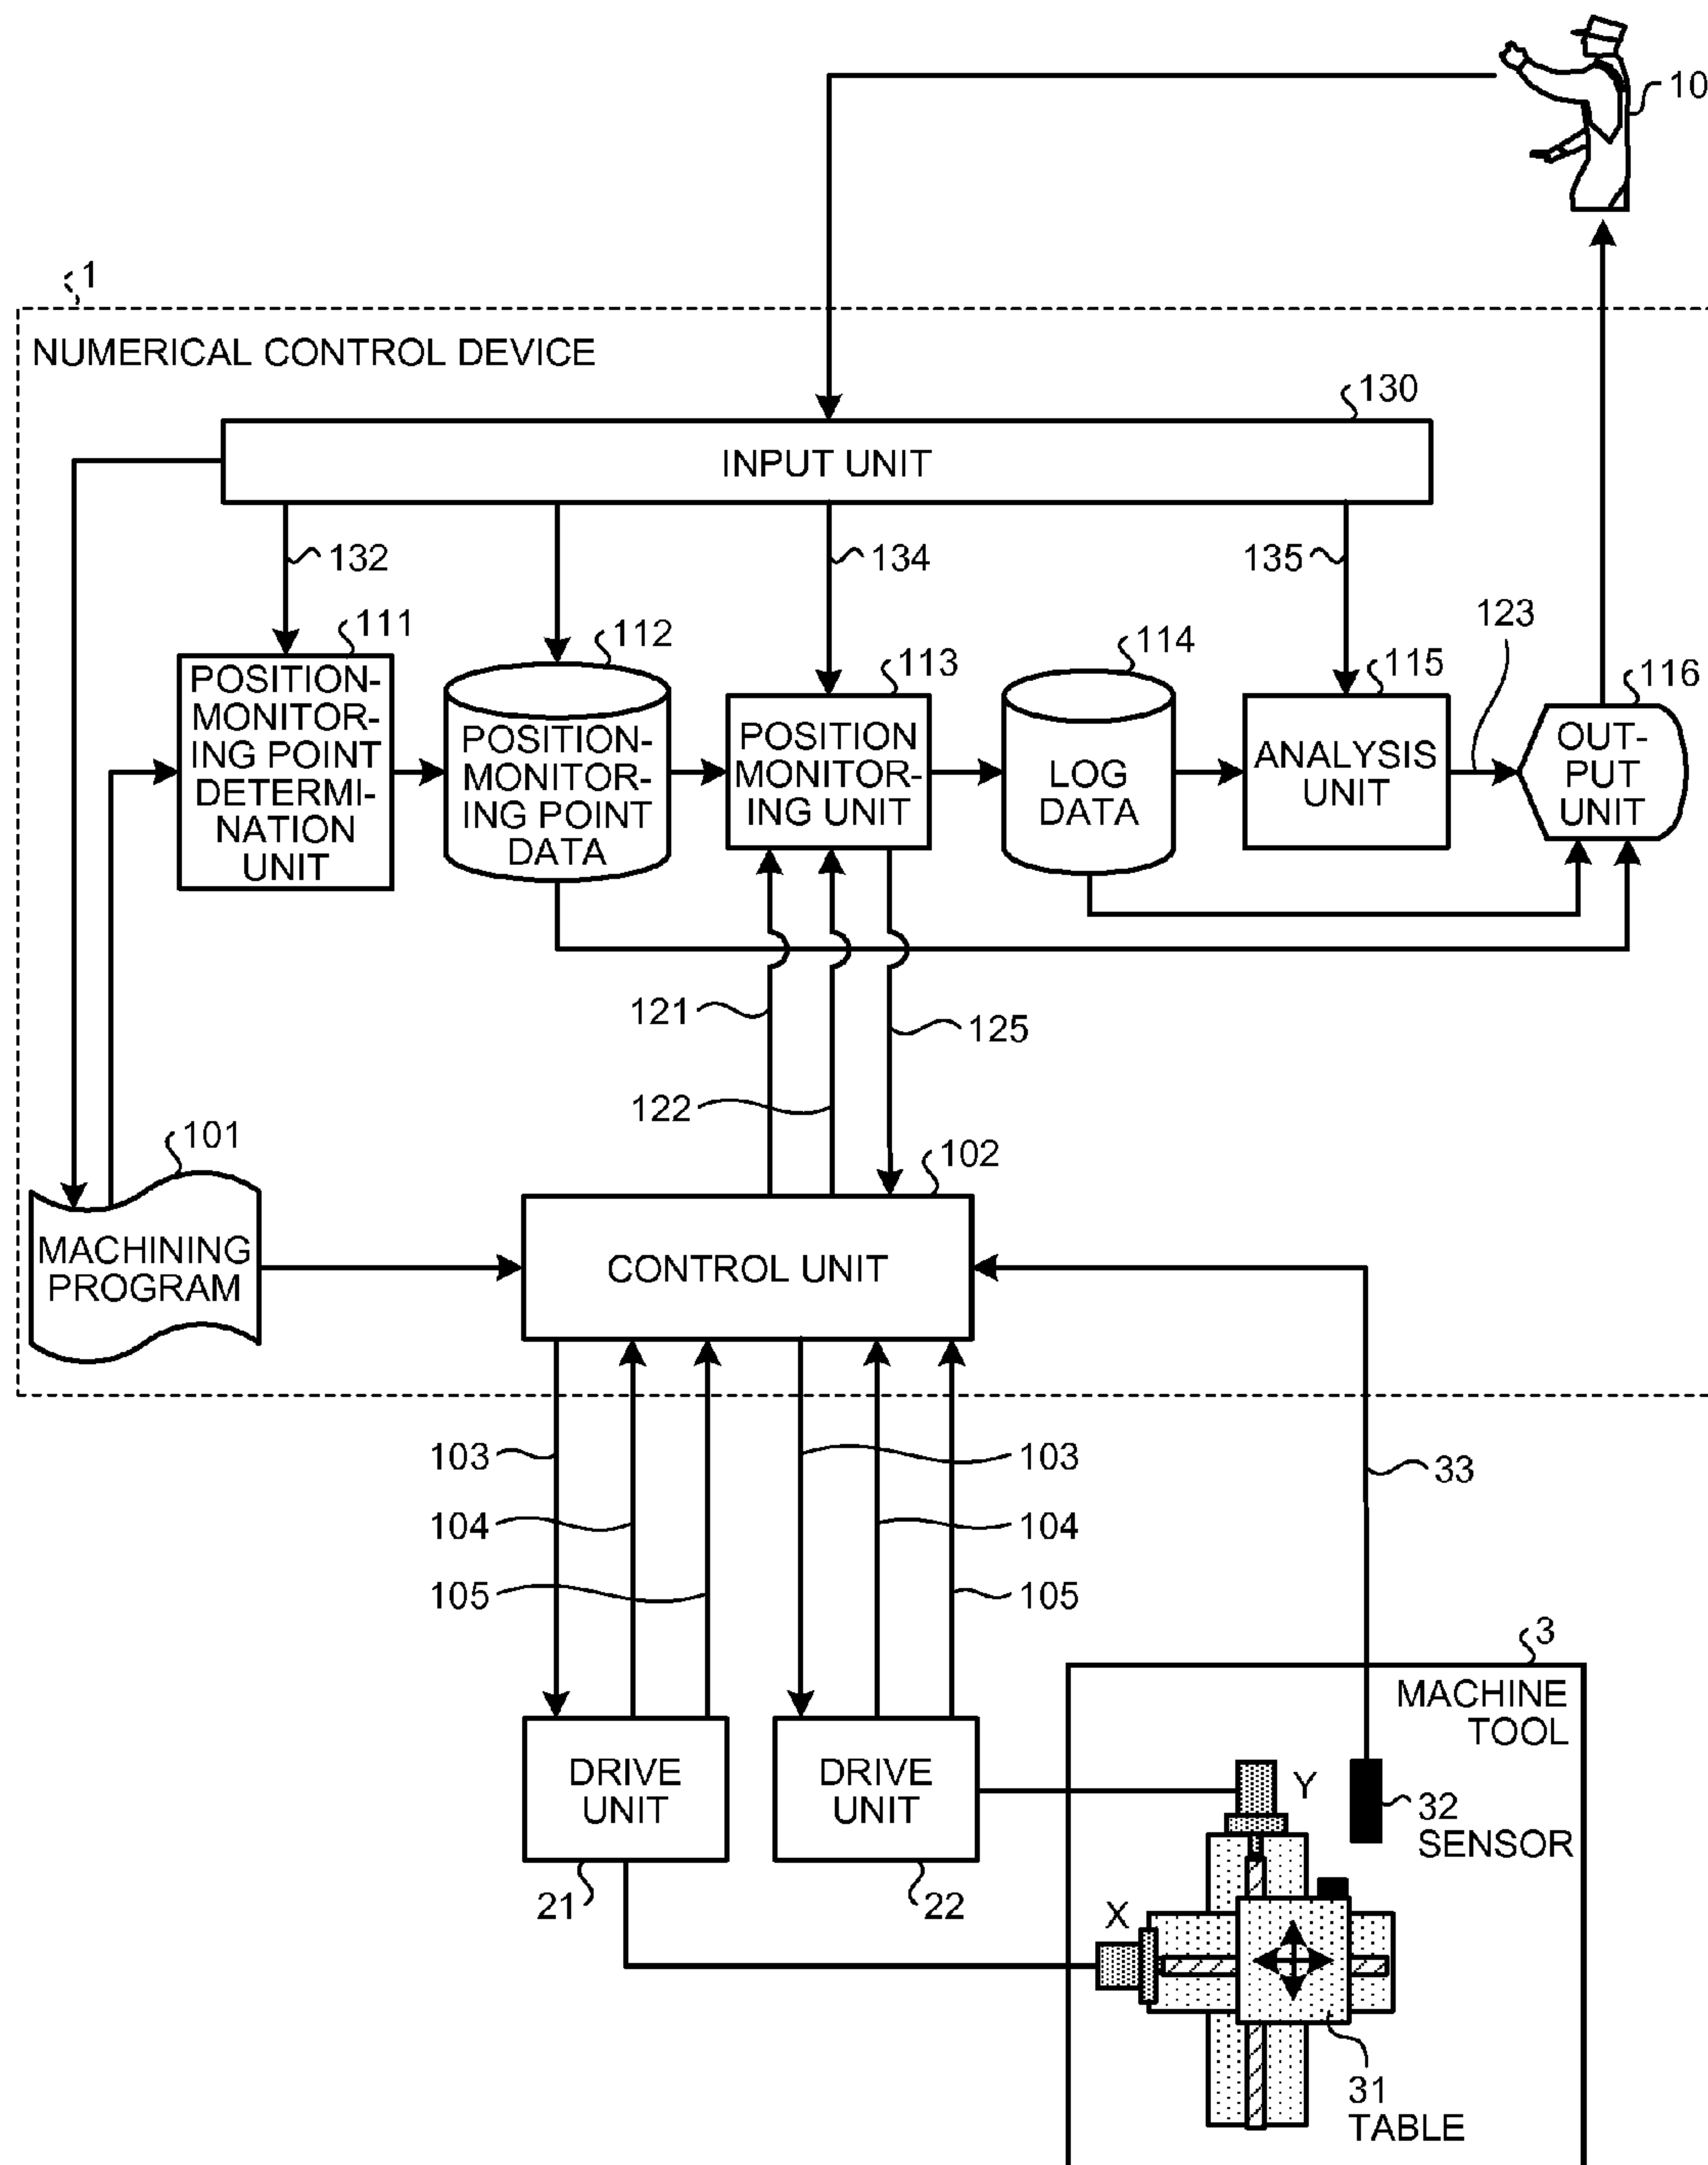 10
1
NUMERICAL CONTROL DEVICE
130
INPUT UNIT
132
134
135
123
111
112
113
114
115
116
POSITION-
MONITOR-
ING POINT
DETERMI-
NATION
UNIT
POSITION-
MONITOR-
ING POINT
DATA
POSITION
MONITOR-
ING UNIT
LOG
DATA
ANALYSIS
UNIT
OUT-
PUT
UNIT
121
125
122
101
102
MACHINING
PROGRAM
CONTROL UNIT
103
103
33
104
104
105
105
3
MACHINE
TOOL
DRIVE
UNIT
DRIVE
UNIT
Y
32
SENSOR
21
22
X
31
TABLE